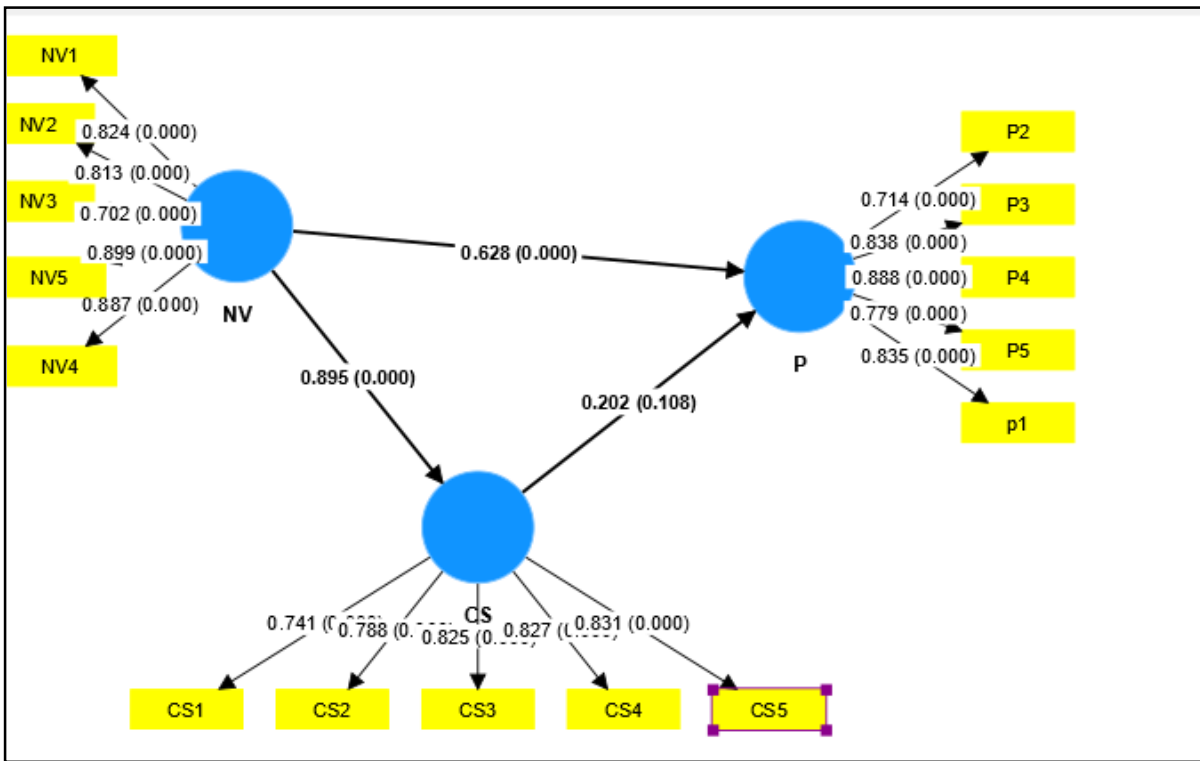 NV1
NV2
NV3
NV5
NV4
0.824 (0.000)
0.813 (0.000)
0.702 (0.000)
0.899 (0.000)
0.887 (0.000)
NV
0.628 (0.000)
0.895 (0.000)
0.202 (0.108)
P
0.714 (0.000)
0.838 (0.000)
0.888 (0.000)
0.779 (0.000)
0.835 (0.000)
P2
P3
P4
P5
p1
CS
0.741
0.788
0.825
0.827
0.831 (0.000)
CS1
CS2
CS3
CS4
CS5